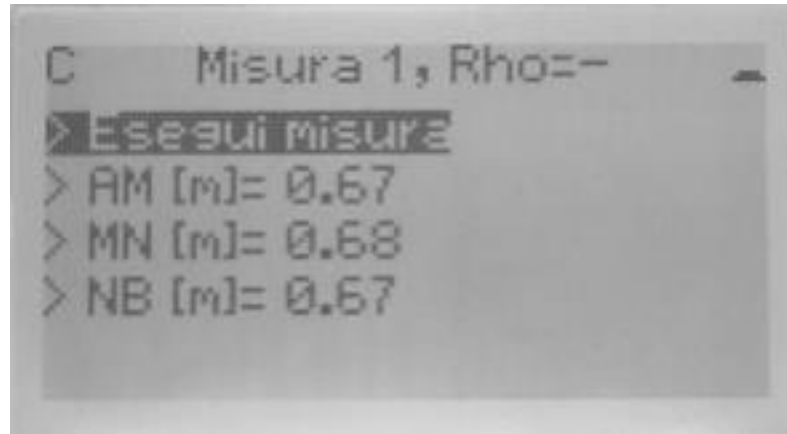 C Misura 1, Rho=-
> Esegui misura
> AM [m]= 0.67
> MN [m]= 0.68
> NB [m]= 0.67